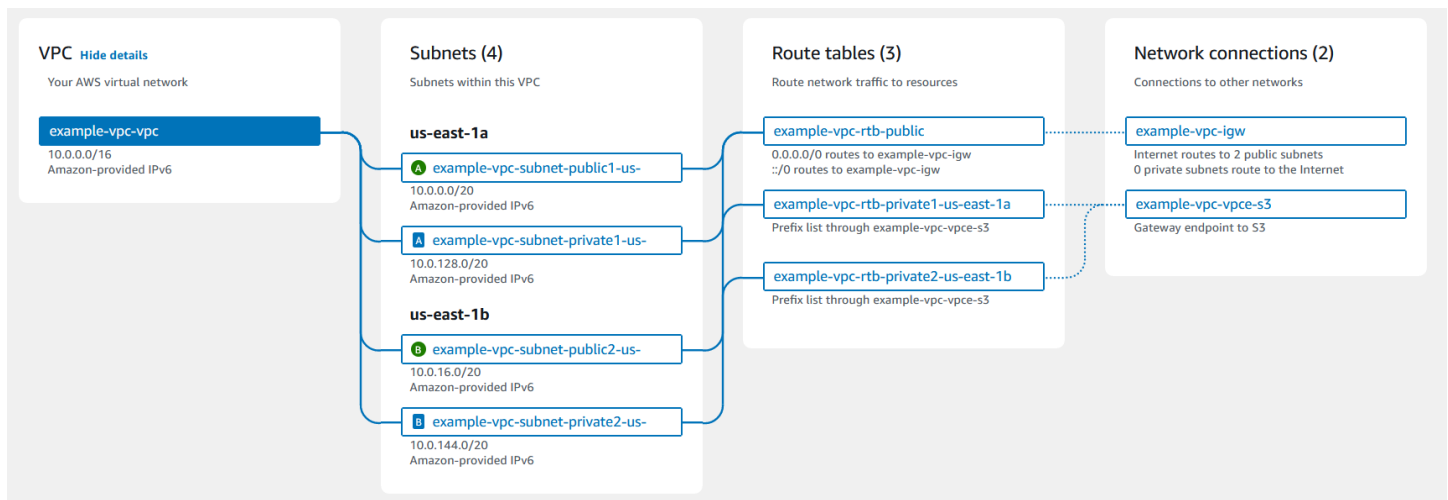 VPC Hide details
Your AWS virtual network
example-vpc-vpc
10.0.0.0/16
Amazon-provided IPv6
Subnets (4)
Subnets within this VPC
us-east-1a
A example-vpc-subnet-public1-us-
10.0.0.0/20
Amazon-provided IPv6
A example-vpc-subnet-private1-us-
10.0.128.0/20
Amazon-provided IPv6
us-east-1b
B example-vpc-subnet-public2-us-
10.0.16.0/20
Amazon-provided IPv6
B example-vpc-subnet-private2-us-
10.0.144.0/20
Amazon-provided IPv6
Route tables (3)
Route network traffic to resources
example-vpc-rtb-public
0.0.0.0/0 routes to example-vpc-igw
::/0 routes to example-vpc-igw
example-vpc-rtb-private1-us-east-1a
Prefix list through example-vpc-vpce-s3
example-vpc-rtb-private2-us-east-1b
Prefix list through example-vpc-vpce-s3
Network connections (2)
Connections to other networks
example-vpc-igw
Internet routes to 2 public subnets
0 private subnets route to the Internet
example-vpc-vpce-s3
Gateway endpoint to S3